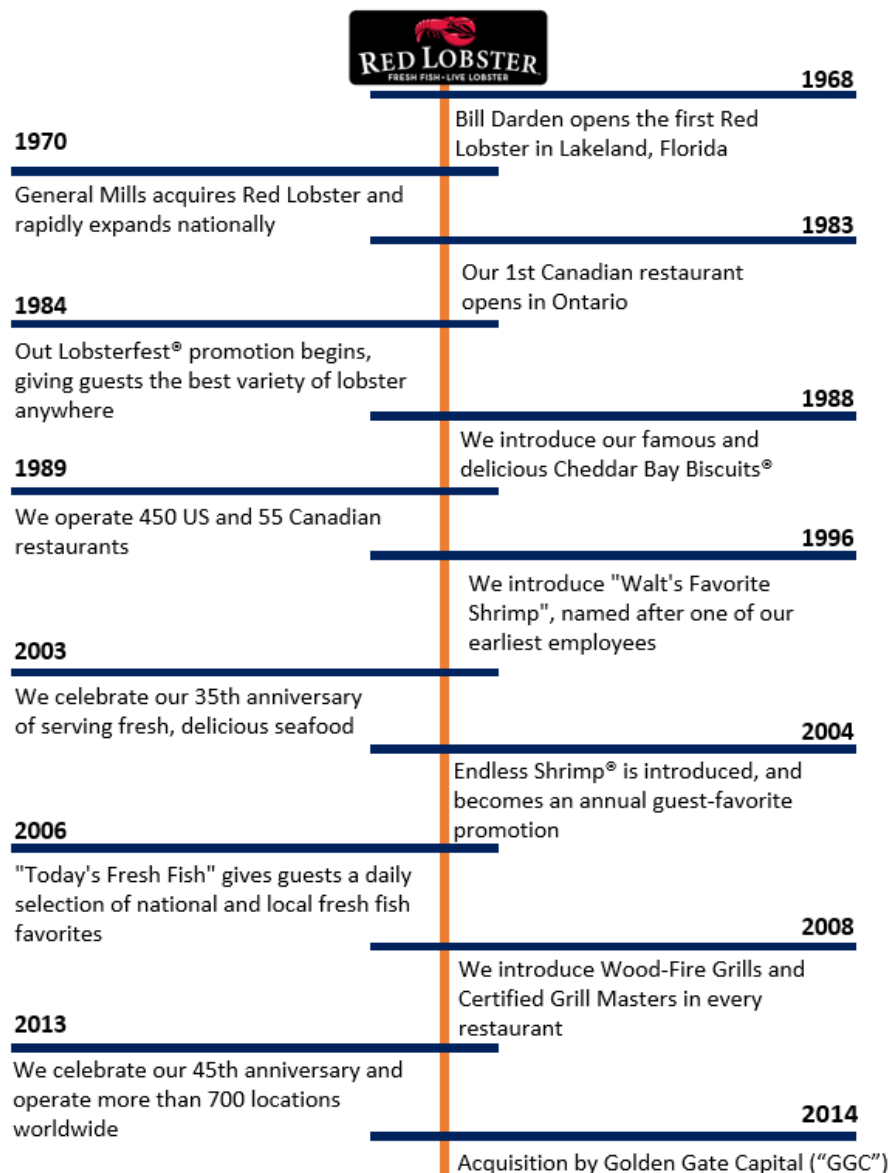 RED LOBSTER
FRESH FISH • LIVE LOBSTER
1968
Bill Darden opens the first Red
Lobster in Lakeland, Florida
1970
General Mills acquires Red Lobster and
rapidly expands nationally
1983
Our 1st Canadian restaurant
opens in Ontario
1984
Out Lobsterfest® promotion begins,
giving guests the best variety of lobster
anywhere
1988
We introduce our famous and
delicious Cheddar Bay Biscuits®
1989
We operate 450 US and 55 Canadian
restaurants
1996
We introduce "Walt's Favorite
Shrimp", named after one of our
earliest employees
2003
We celebrate our 35th anniversary
of serving fresh, delicious seafood
2004
Endless Shrimp® is introduced, and
becomes an annual guest-favorite
promotion
2006
"Today's Fresh Fish" gives guests a daily
selection of national and local fresh fish
favorites
2008
We introduce Wood-Fire Grills and
Certified Grill Masters in every
restaurant
2013
We celebrate our 45th anniversary and
operate more than 700 locations
worldwide
2014
Acquisition by Golden Gate Capital (“GGC”)